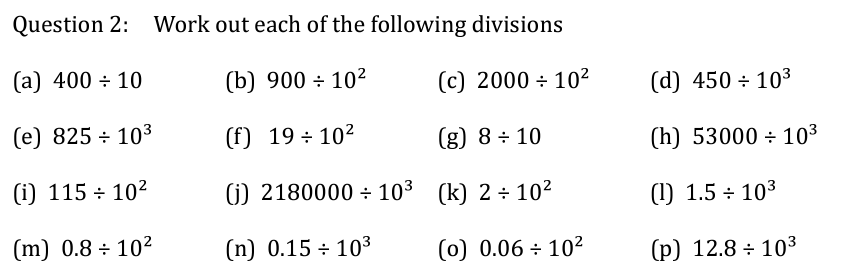 Question 2: Work out each of the following divisions
(a) 400 ÷ 10 (b) 900 ÷ 10² (c) 2000 ÷ 10² (d) 450 ÷ 10³
(e) 825 ÷ 10³ (f) 19 ÷ 10² (g) 8 ÷ 10 (h) 53000 ÷ 10³
(i) 115 ÷ 10² (j) 2180000 ÷ 10³ (k) 2 ÷ 10² (l) 1.5 ÷ 10³
(m) 0.8 ÷ 10² (n) 0.15 ÷ 10³ (o) 0.06 ÷ 10² (p) 12.8 ÷ 10³